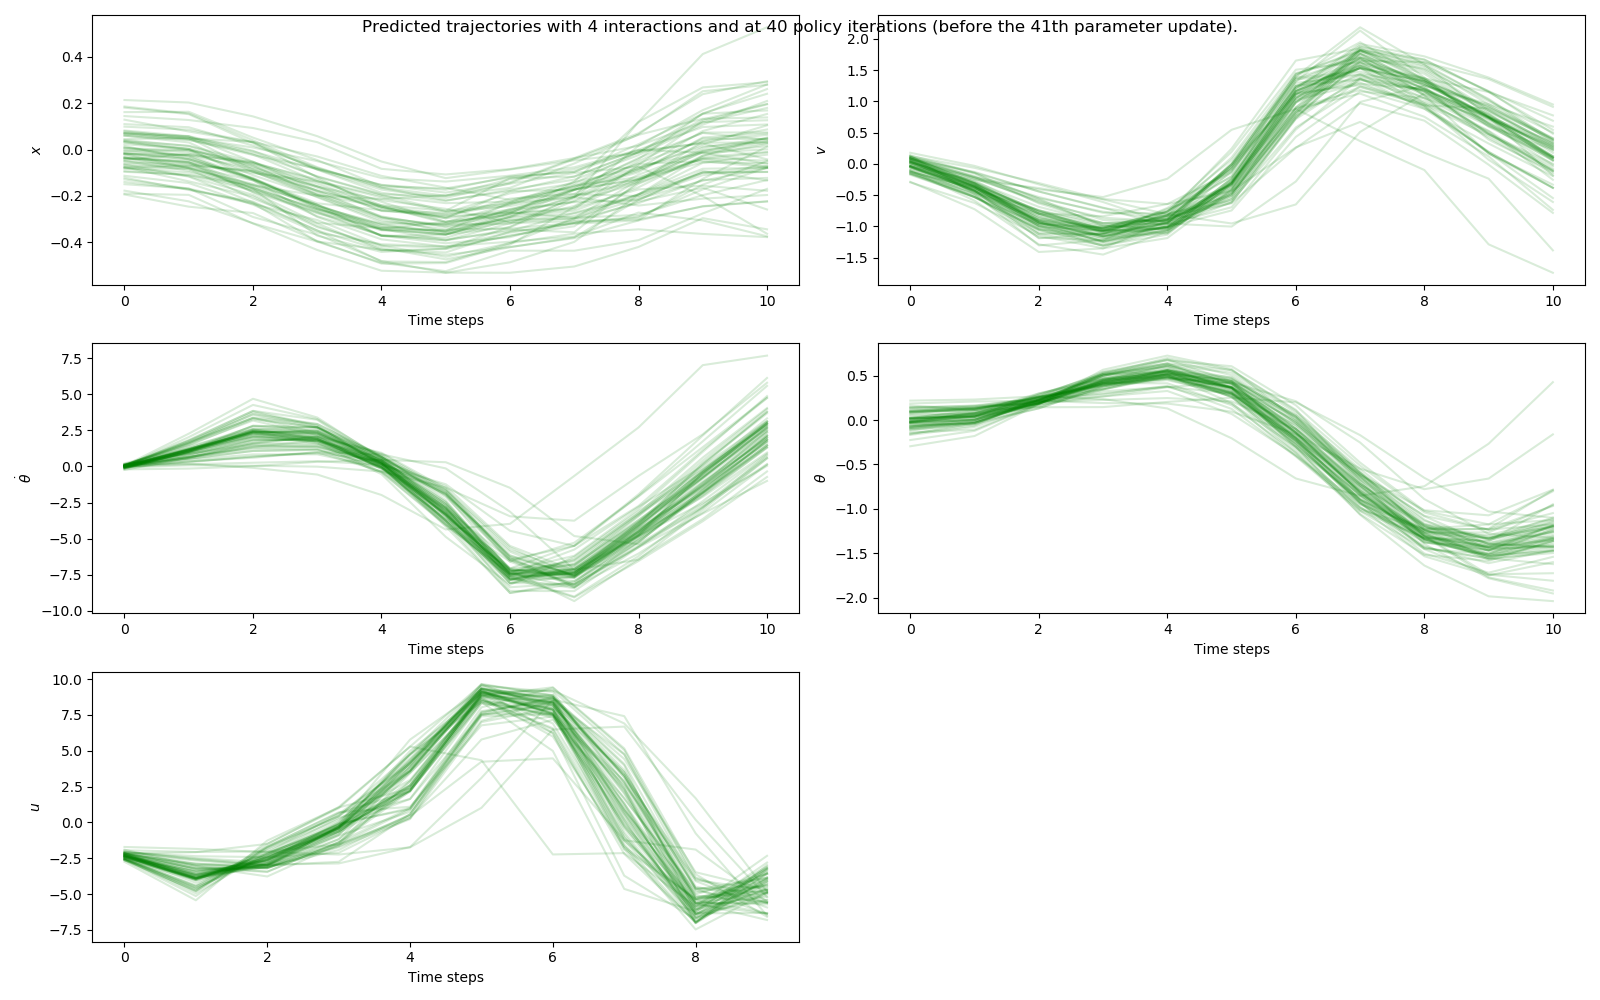 Predicted trajectories with 4 interactions and at 40 policy iterations (before the 41th parameter update).
0.4
0.2
0.0
−0.2
−0.4
x
0 2 4 6 8 10
Time steps
2.0
1.5
1.0
0.5
0.0
−0.5
−1.0
−1.5
v
0 2 4 6 8 10
Time steps
7.5
5.0
2.5
0.0
−2.5
−5.0
−7.5
−10.0
θ̇
0 2 4 6 8 10
Time steps
0.5
0.0
−0.5
−1.0
−1.5
−2.0
θ
0 2 4 6 8 10
Time steps
10.0
7.5
5.0
2.5
0.0
−2.5
−5.0
−7.5
u
0 2 4 6 8
Time steps